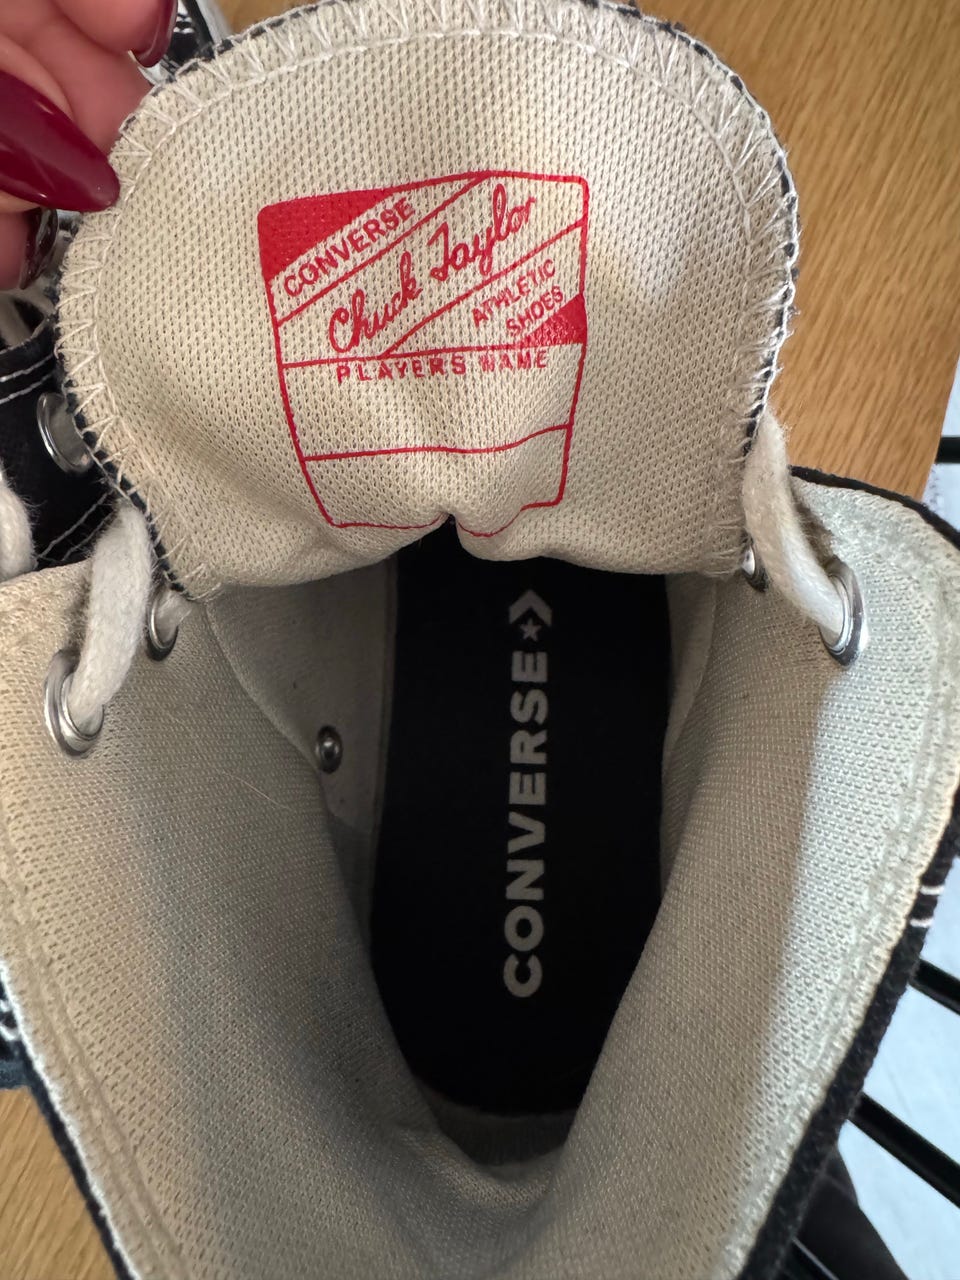 CONVERSE
Chuck Taylor
ATHLETIC
SHOES
PLAYERS NAME
CONVERSE